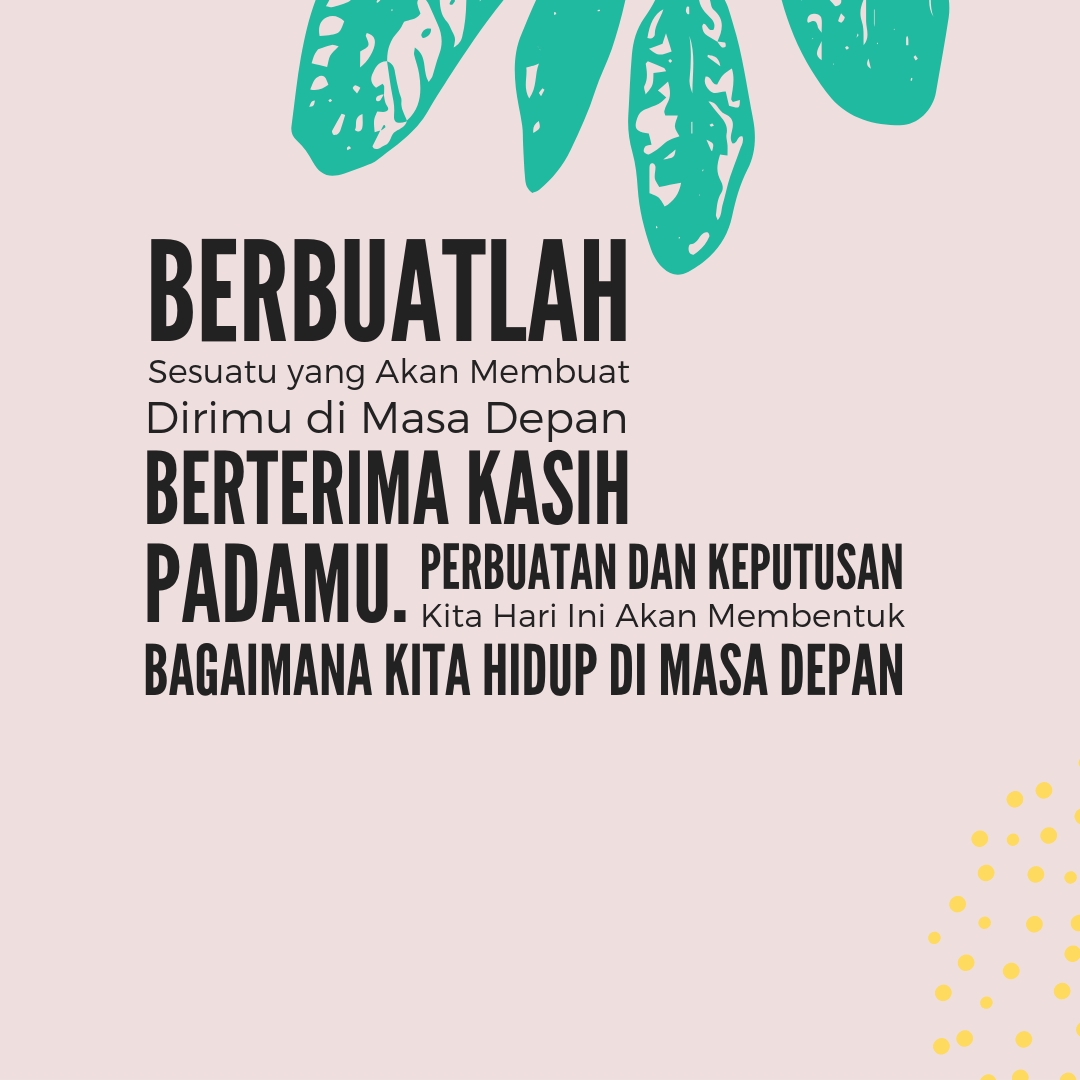 BERBUATLAH
Sesuatu yang Akan Membuat
Dirimu di Masa Depan
BERTERIMA KASIH
PADAMU.
PERBUATAN DAN KEPUTUSAN
Kita Hari Ini Akan Membentuk
BAGAIMANA KITA HIDUP DI MASA DEPAN